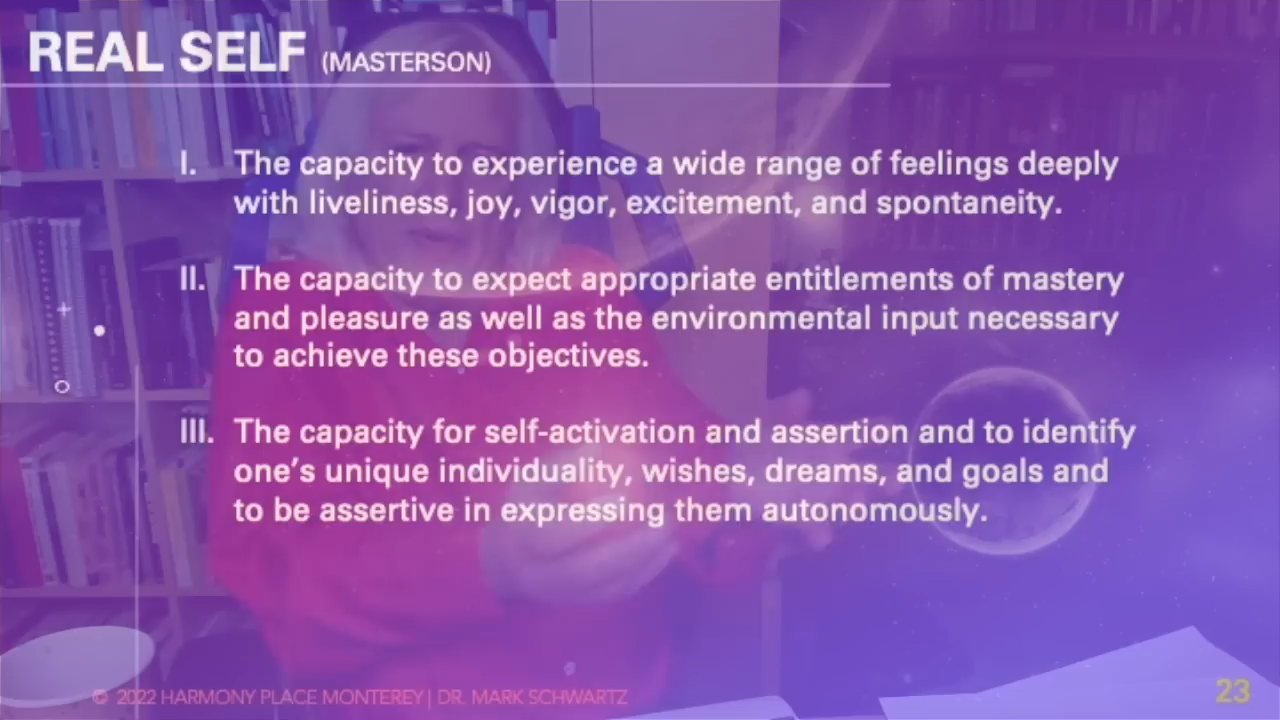 REAL SELF (MASTERSON)
I. The capacity to experience a wide range of feelings deeply
with liveliness, joy, vigor, excitement, and spontaneity.
II. The capacity to expect appropriate entitlements of mastery
and pleasure as well as the environmental input necessary
to achieve these objectives.
III. The capacity for self-activation and assertion and to identify
one's unique individuality, wishes, dreams, and goals and
to be assertive in expressing them autonomously.
© 2022 HARMONY PLACE MONTEREY | DR. MARK SCHWARTZ
23